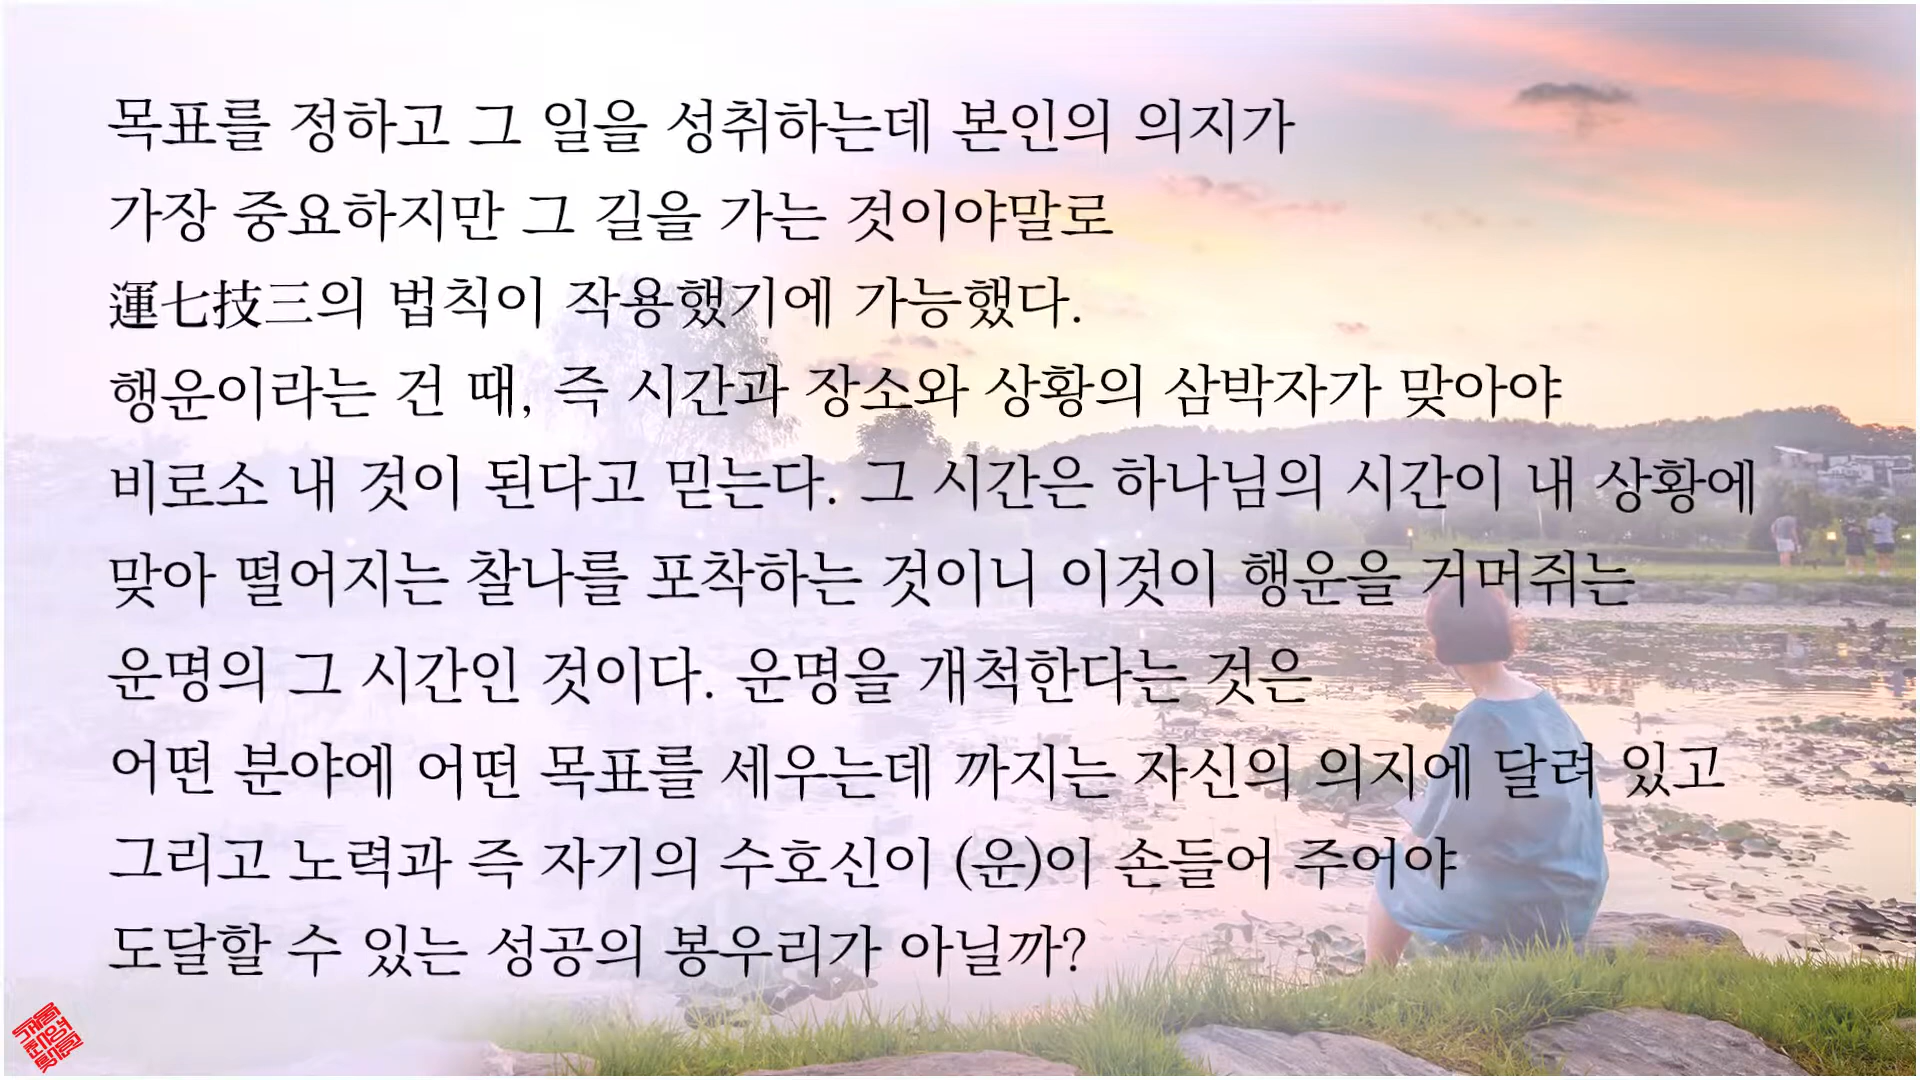 목표를 정하고 그 일을 성취하는데 본인의 의지가
가장 중요하지만 그 길을 가는 것이야말로
運七技三의 법칙이 작용했기에 가능했다.
행운이라는 건 때, 즉 시간과 장소와 상황의 삼박자가 맞아야
비로소 내 것이 된다고 믿는다. 그 시간은 하나님의 시간이 내 상황에
맞아 떨어지는 찰나를 포착하는 것이니 이것이 행운을 거머쥐는
운명의 그 시간인 것이다. 운명을 개척한다는 것은
어떤 분야에 어떤 목표를 세우는데 까지는 자신의 의지에 달려 있고
그리고 노력과 즉 자기의 수호신이 (운)이 손들어 주어야
도달할 수 있는 성공의 봉우리가 아닐까?